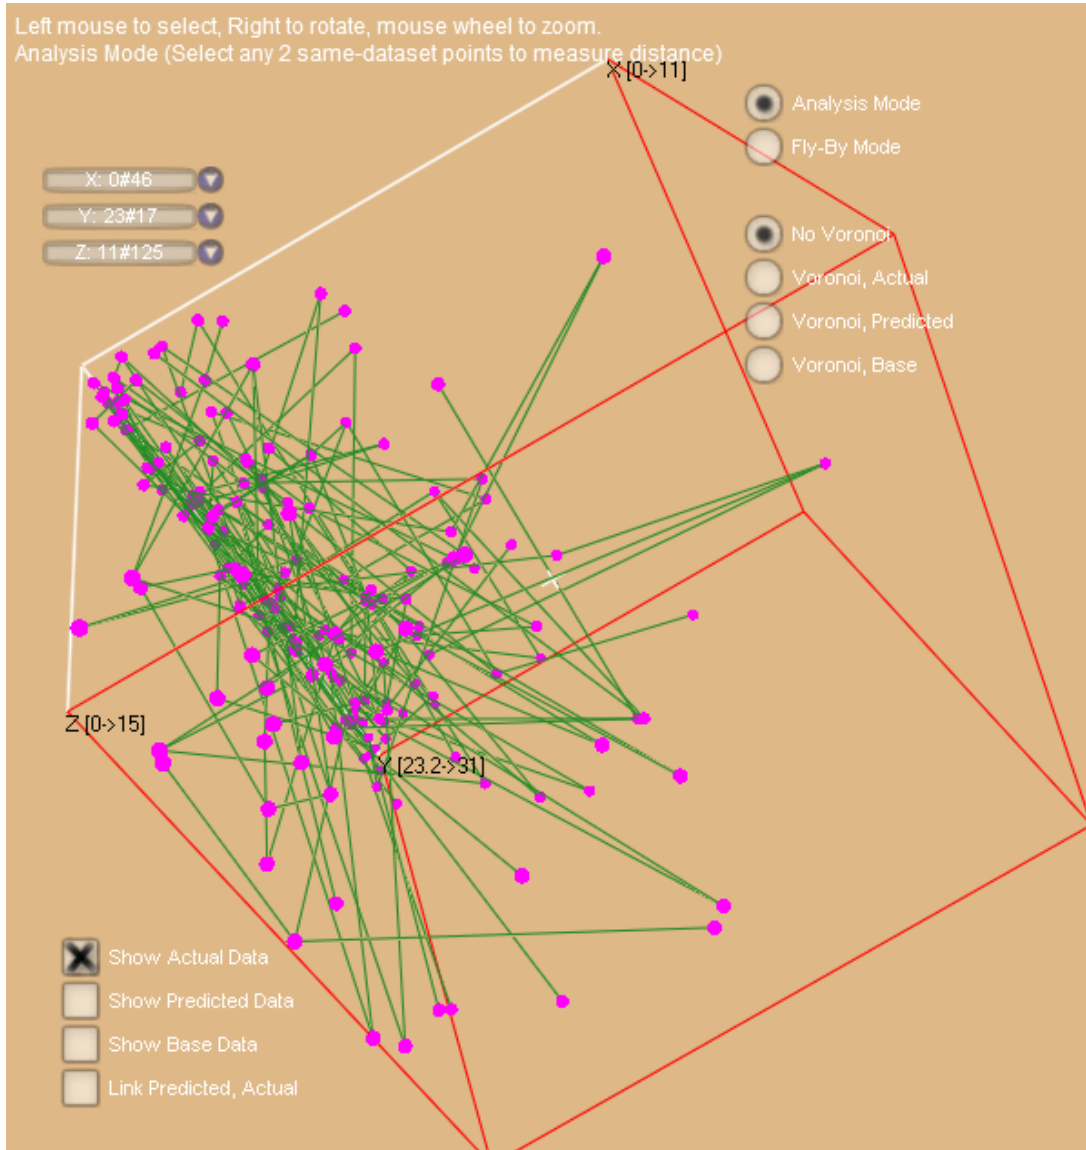 Left mouse to select, Right to rotate, mouse wheel to zoom.
Analysis Mode (Select any 2 same-dataset points to measure distance)
X [0->11]
Analysis Mode
Fly-By Mode
X: 0#46
Y: 23#17
Z: 11#125
No Voronoi
Voronoi, Actual
Voronoi, Predicted
Voronoi, Base
Z [0->15]
Y [23.2->31]
Show Actual Data
Show Predicted Data
Show Base Data
Link Predicted, Actual